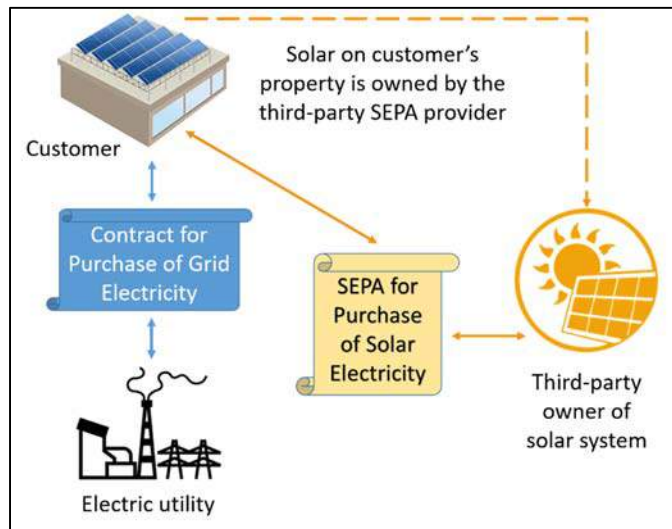 Solar on customer's
property is owned by the
third-party SEPA provider
Customer
Contract for
Purchase of Grid
Electricity
SEPA for
Purchase
of Solar
Electricity
Third-party
owner of
solar system
Electric utility